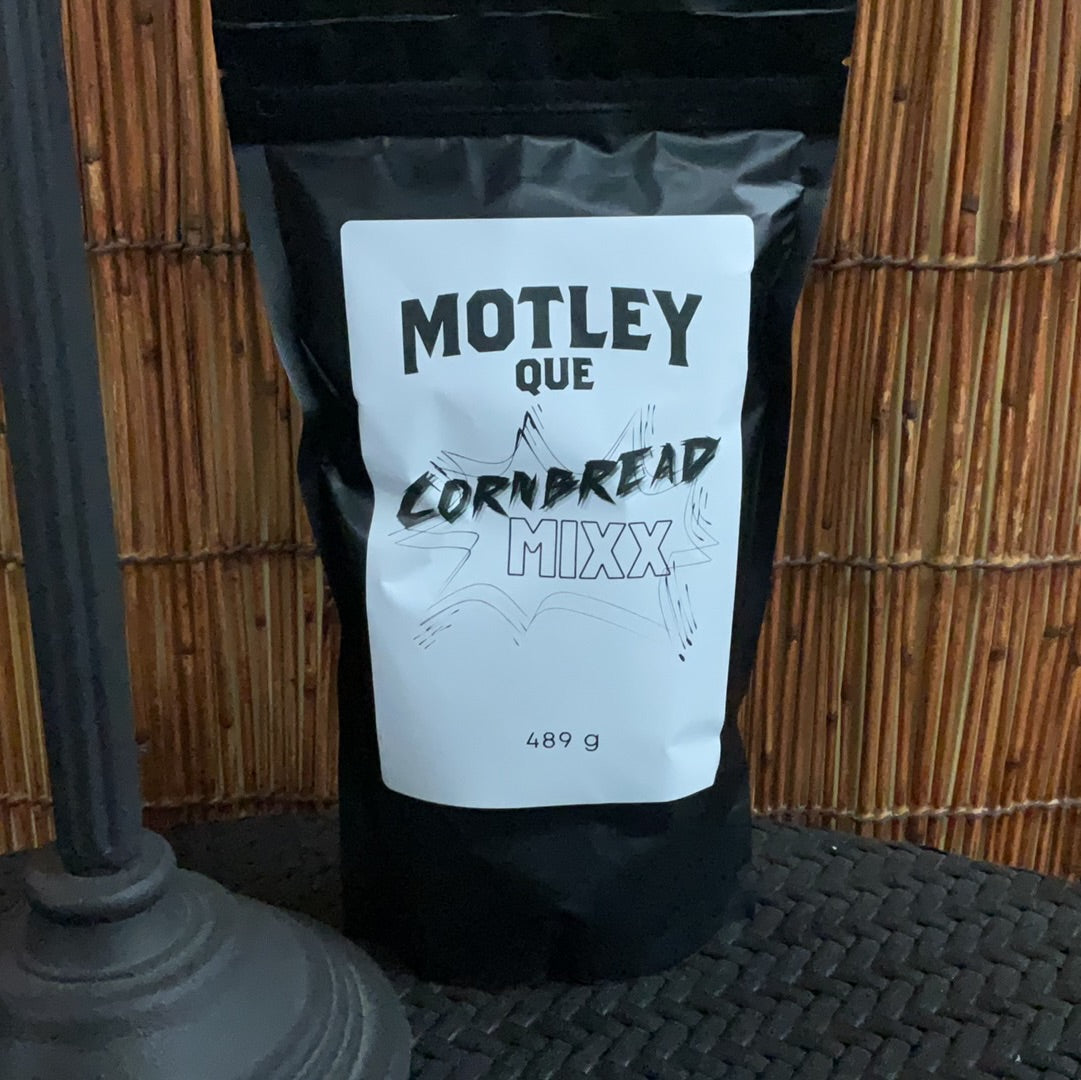 MOTLEY
QUE
CORNBREAD
MIXX
489 g